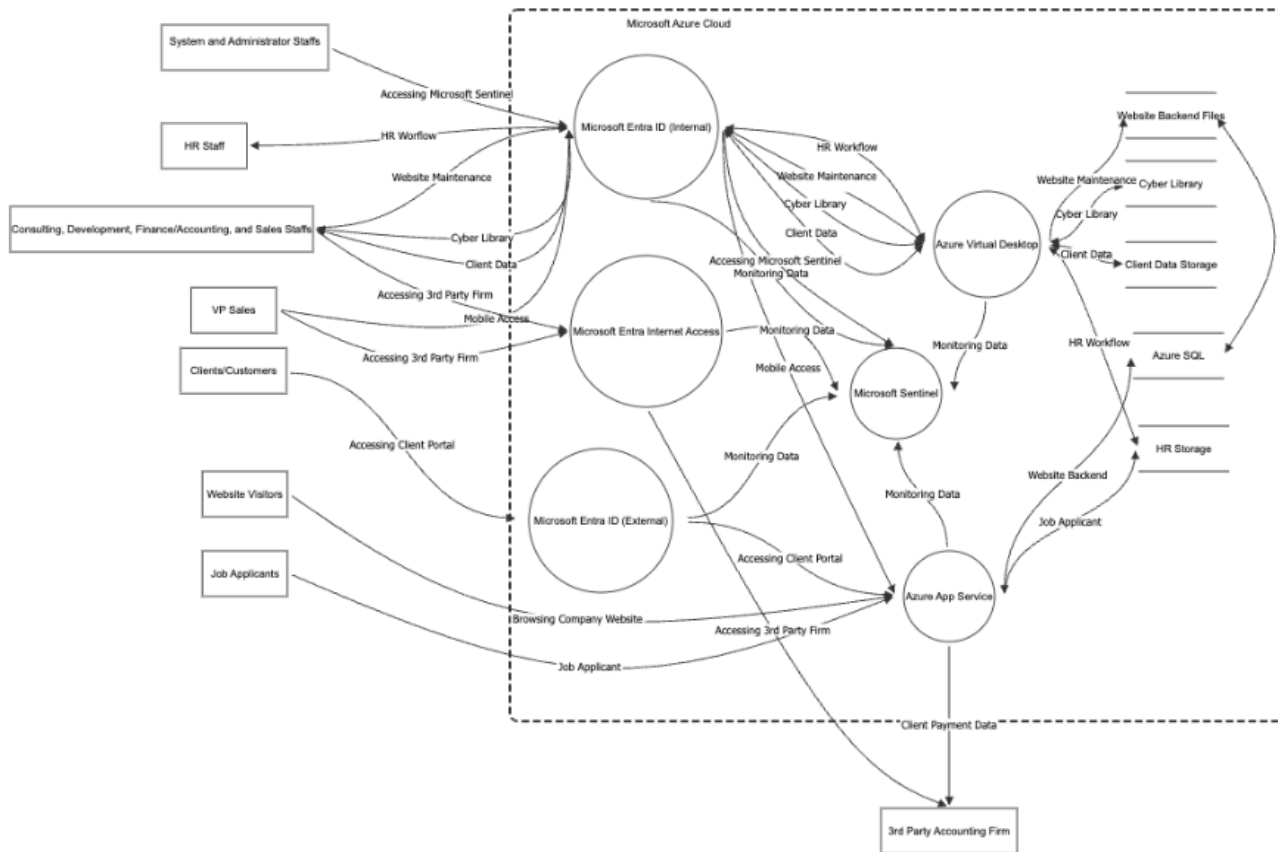 Microsoft Azure Cloud
System and Administrator Staffs
Accessing Microsoft Sentinel
Website Backend Files
Microsoft Entra ID (Internal)
HR Worflow
HR Staff
HR Workflow
Website Maintenance
Website Maintenance
Website Maintenance
Cyber Library
Cyber Library
Cyber Library
Consulting, Development, Finance/Accounting, and Sales Staffs
Cyber Library
Client Data
Azure Virtual Desktop
Client Data
Client Data
Client Data Storage
Accessing Microsoft Sentinel
Monitoring Data
Accessing 3rd Party Firm
VP Sales
Mobile Access
Microsoft Entra Internet Access
Monitoring Data
Monitoring Data
HR Workflow
Azure SQL
Accessing 3rd Party Firm
Mobile Access
Clients/Customers
Microsoft Sentinel
Accessing Client Portal
Monitoring Data
HR Storage
Website Backend
Website Visitors
Monitoring Data
Microsoft Entra ID (External)
Job Applicant
Accessing Client Portal
Job Applicants
Azure App Service
Browsing Company Website
Accessing 3rd Party Firm
Job Applicant
Client Payment Data
3rd Party Accounting Firm